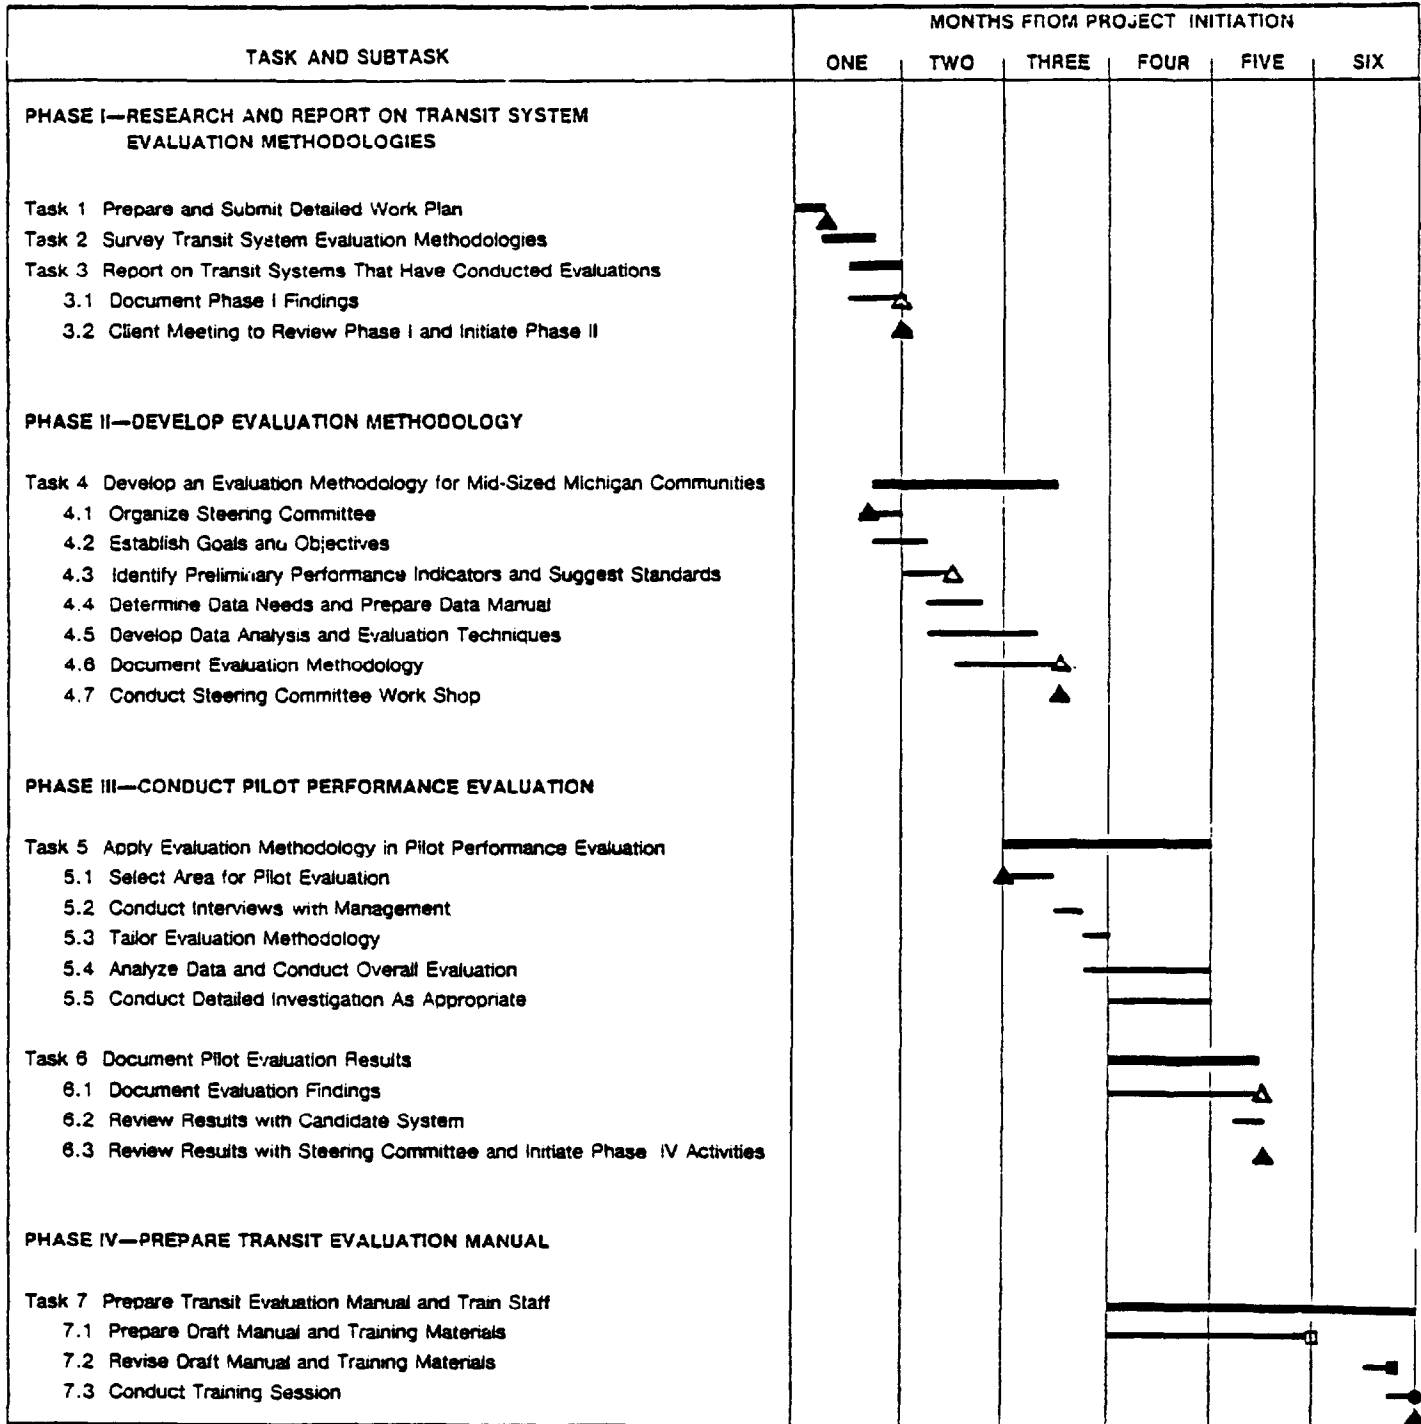 MONTHS FROM PROJECT INITIATION
TASK AND SUBTASK
ONE TWO THREE FOUR FIVE SIX
PHASE I—RESEARCH AND REPORT ON TRANSIT SYSTEM
EVALUATION METHODOLOGIES
Task 1 Prepare and Submit Detailed Work Plan
Task 2 Survey Transit System Evaluation Methodologies
Task 3 Report on Transit Systems That Have Conducted Evaluations
3.1 Document Phase I Findings
3.2 Client Meeting to Review Phase I and Initiate Phase II
PHASE II—DEVELOP EVALUATION METHODOLOGY
Task 4 Develop an Evaluation Methodology for Mid-Sized Michigan Communities
4.1 Organize Steering Committee
4.2 Establish Goals and Objectives
4.3 Identify Preliminary Performance Indicators and Suggest Standards
4.4 Determine Data Needs and Prepare Data Manual
4.5 Develop Data Analysis and Evaluation Techniques
4.6 Document Evaluation Methodology
4.7 Conduct Steering Committee Work Shop
PHASE III—CONDUCT PILOT PERFORMANCE EVALUATION
Task 5 Apply Evaluation Methodology in Pilot Performance Evaluation
5.1 Select Area for Pilot Evaluation
5.2 Conduct Interviews with Management
5.3 Tailor Evaluation Methodology
5.4 Analyze Data and Conduct Overall Evaluation
5.5 Conduct Detailed Investigation As Appropriate
Task 6 Document Pilot Evaluation Results
6.1 Document Evaluation Findings
6.2 Review Results with Candidate System
6.3 Review Results with Steering Committee and Initiate Phase IV Activities
PHASE IV—PREPARE TRANSIT EVALUATION MANUAL
Task 7 Prepare Transit Evaluation Manual and Train Staff
7.1 Prepare Draft Manual and Training Materials
7.2 Revise Draft Manual and Training Materials
7.3 Conduct Training Session